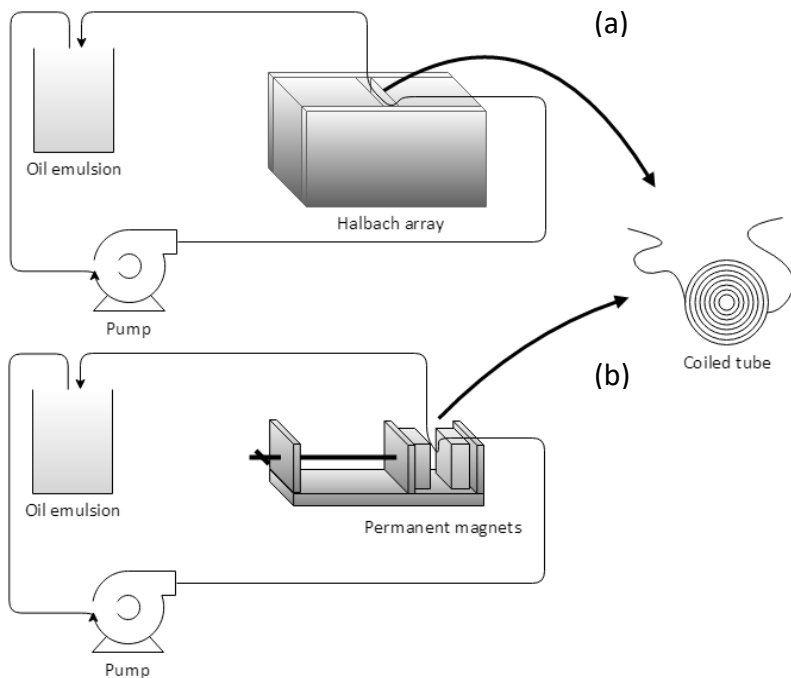 (a)
Oil emulsion
Halbach array
Pump
Coiled tube
(b)
Oil emulsion
Permanent magnets
Pump